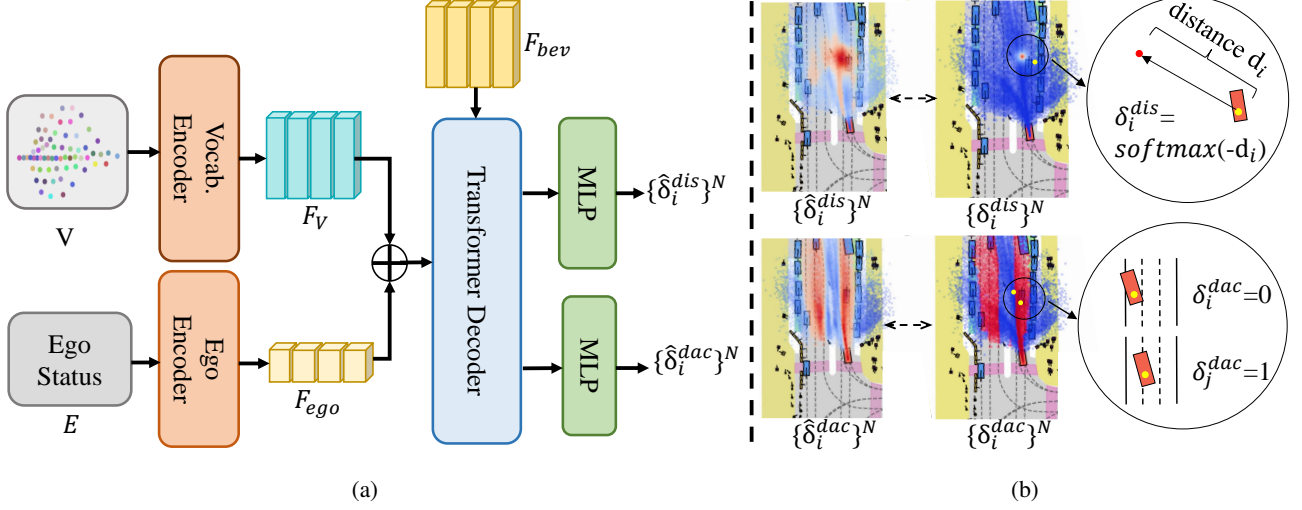 F_bev
Vocab.
Encoder
V
F_V
Ego
Status
E
Ego
Encoder
F_ego
Transformer Decoder
MLP
{δ̂_i^dis}^N
MLP
{δ̂_i^dac}^N
(a)
{δ̂_i^dis}^N
{δ_i^dis}^N
distance d_i
δ_i^dis=
softmax(-d_i)
{δ̂_i^dac}^N
{δ_i^dac}^N
δ_i^dac=0
δ_j^dac=1
(b)